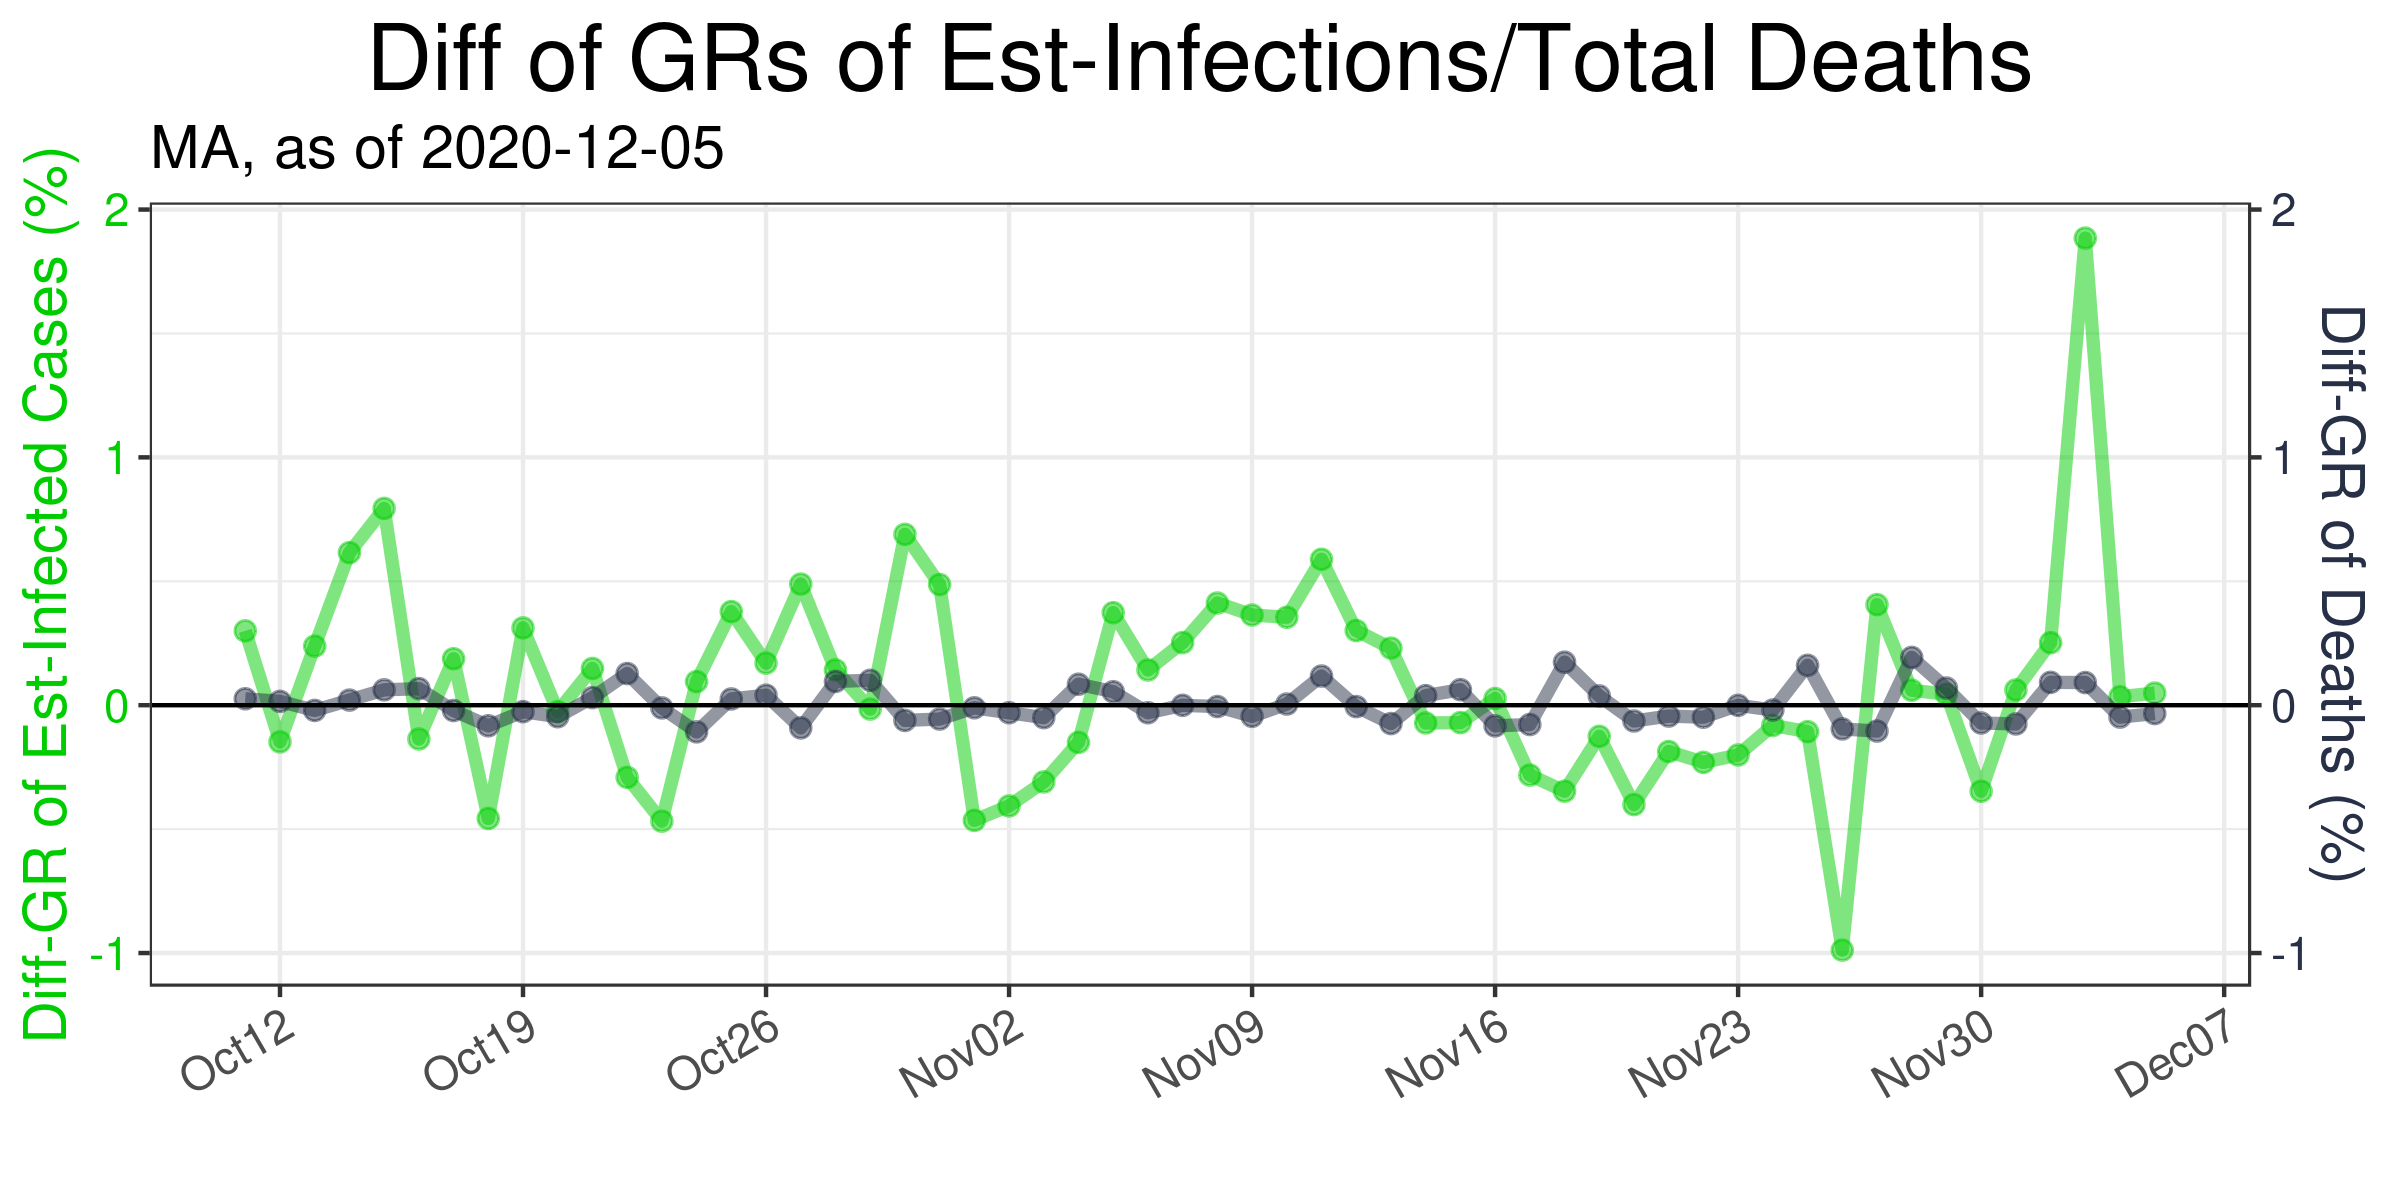 Diff of GRs of Est-Infections/Total Deaths
MA, as of 2020-12-05
Diff-GR of Est-Infected Cases (%)
2
1
0
-1
2
1
0
-1
Diff-GR of Deaths (%)
Oct12
Oct19
Oct26
Nov02
Nov09
Nov16
Nov23
Nov30
Dec07